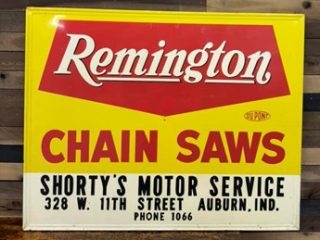 Remington
DU PONT
CHAIN SAWS
SHORTY'S MOTOR SERVICE
328 W. 11TH STREET AUBURN, IND.
PHONE 1066